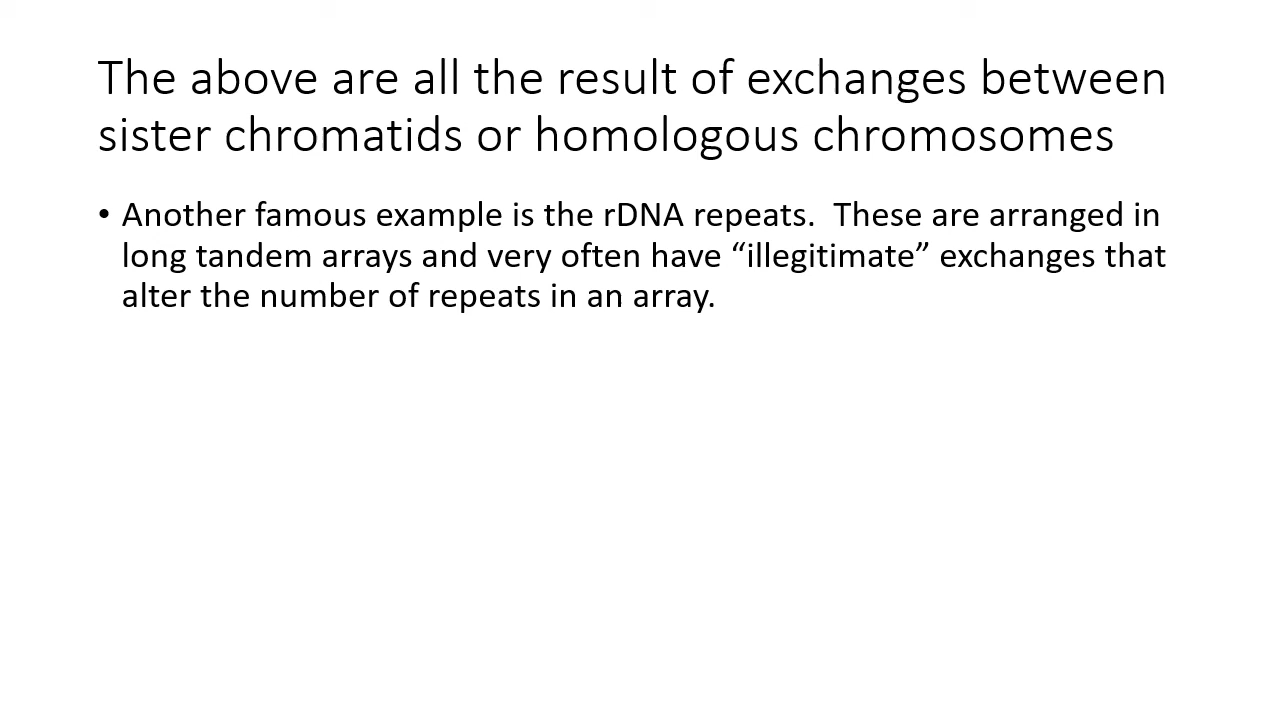 The above are all the result of exchanges between
sister chromatids or homologous chromosomes
• Another famous example is the rDNA repeats.  These are arranged in
long tandem arrays and very often have “illegitimate” exchanges that
alter the number of repeats in an array.